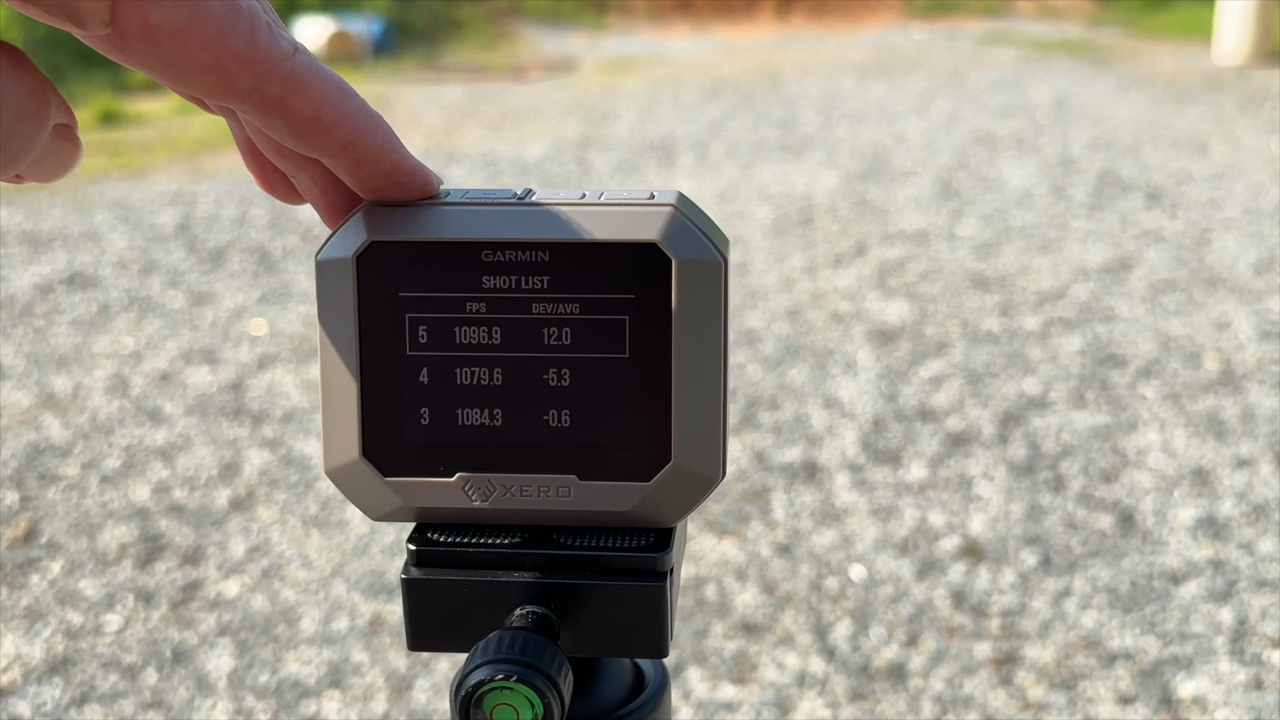 GARMIN
SHOT LIST
FPS DEV/AVG
5 1096.9 12.0
4 1079.6 -5.3
3 1084.3 -0.6
XERO